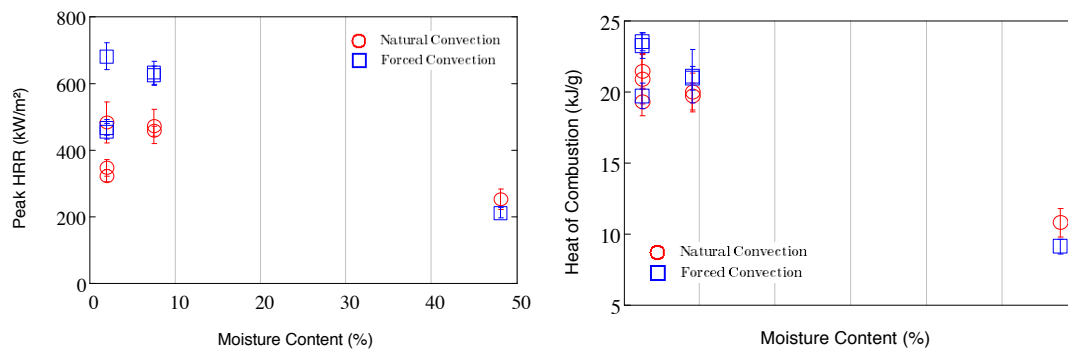 800
600
400
200
0
Peak HRR (kW/m²)
Natural Convection
Forced Convection
0 10 20 30 40 50
Moisture Content (%)
25
20
15
10
5
Heat of Combustion (kJ/g)
Natural Convection
Forced Convection
Moisture Content (%)